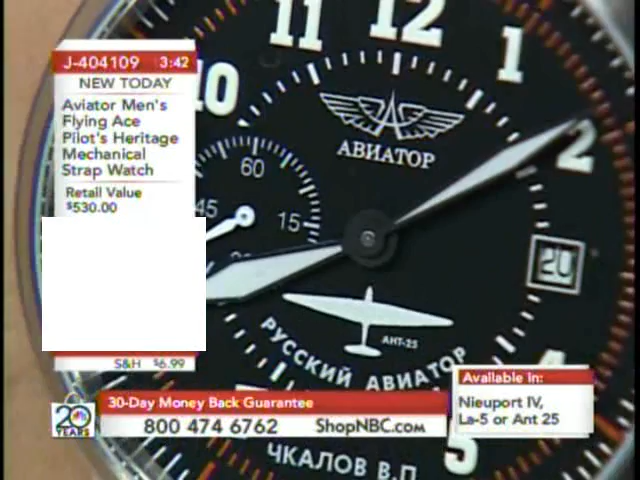 11
12
1
10
2
J-404109 3:42
NEW TODAY
Aviator Men's
Flying Ace
Pilot's Heritage
Mechanical
Strap Watch
Retail Value
$530.00
S&H $6.99
АВИАТОР
60
45
15
20
АНТ-25
РУССКИЙ АВИАТОР
ЧКАЛОВ В.П
4
5
Available in:
Nieuport IV,
La-5 or Ant 25
20
YEARS
30-Day Money Back Guarantee
800 474 6762 ShopNBC.com